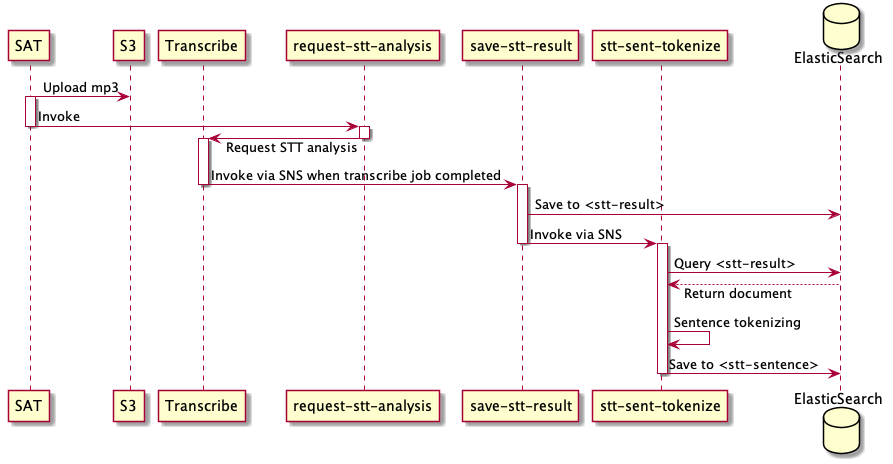 SAT
S3
Transcribe
request-stt-analysis
save-stt-result
stt-sent-tokenize
ElasticSearch
Upload mp3
Invoke
Request STT analysis
Invoke via SNS when transcribe job completed
Save to <stt-result>
Invoke via SNS
Query <stt-result>
Return document
Sentence tokenizing
Save to <stt-sentence>
SAT
S3
Transcribe
request-stt-analysis
save-stt-result
stt-sent-tokenize
ElasticSearch